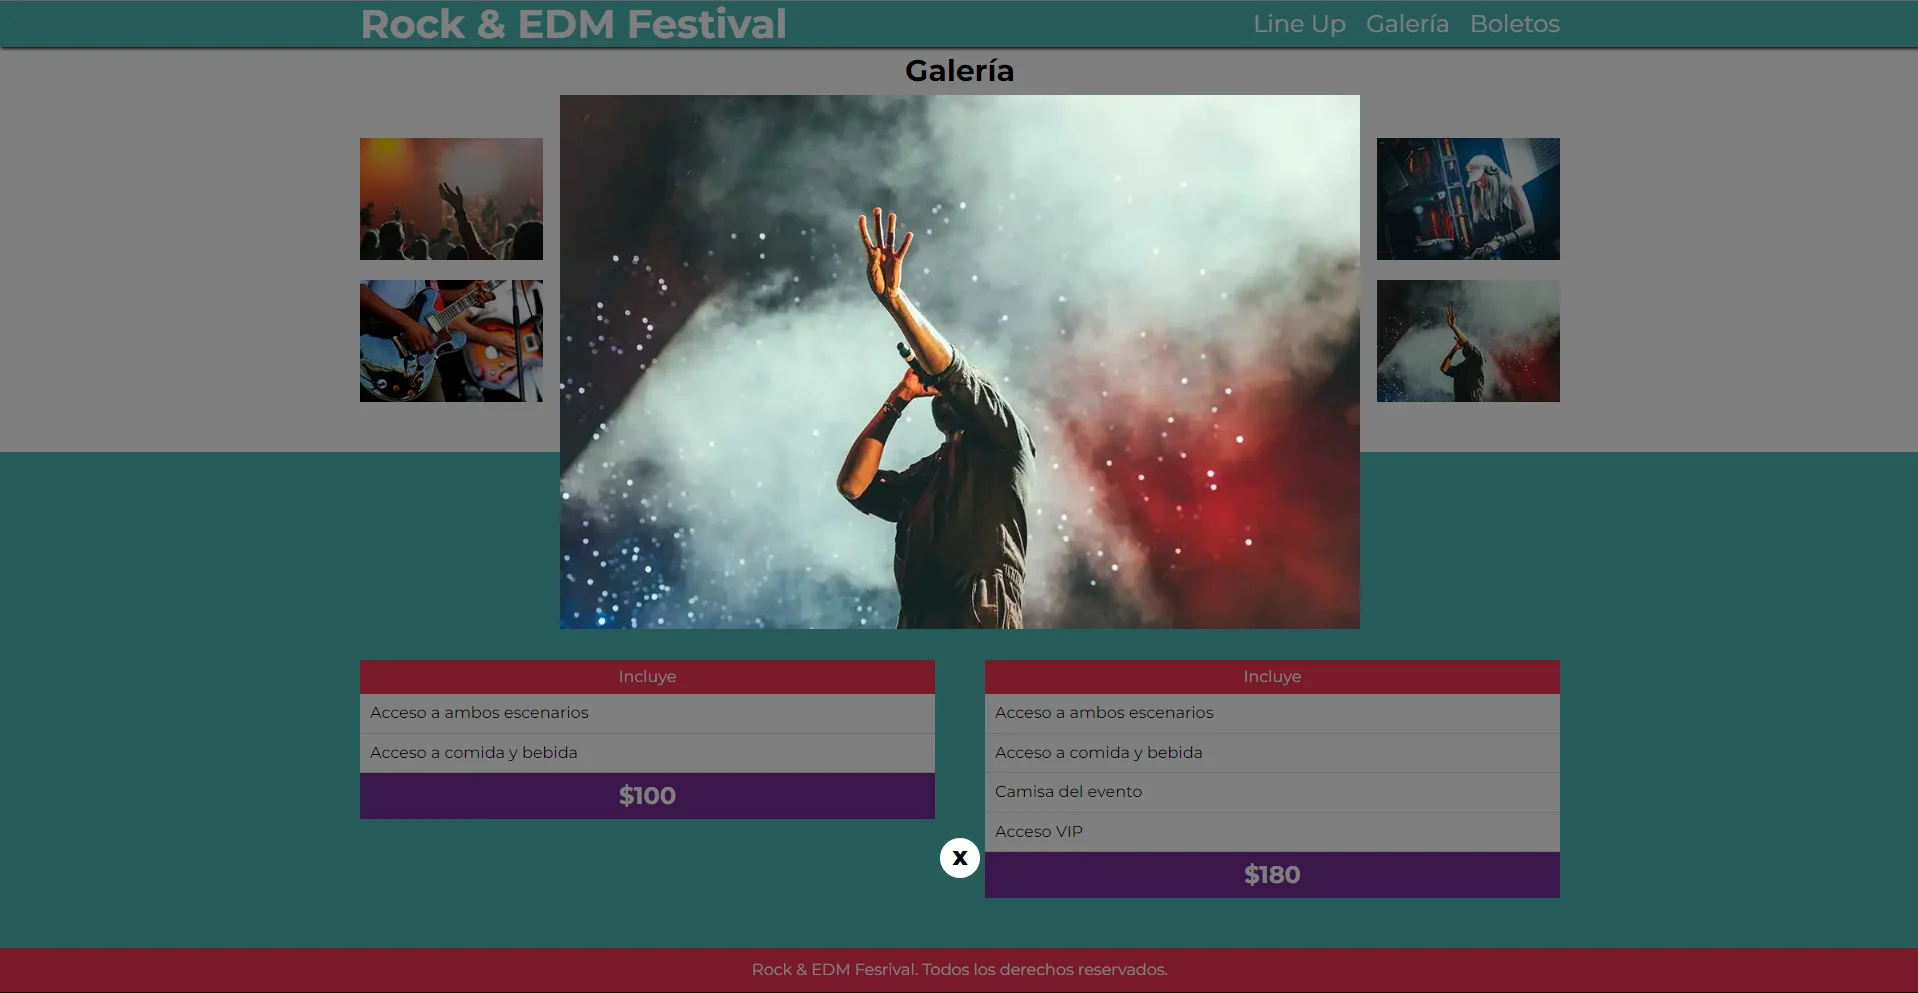 Rock & EDM Festival
Line Up Galería Boletos
Galería
Incluye
Acceso a ambos escenarios
Acceso a comida y bebida
$100
Incluye
Acceso a ambos escenarios
Acceso a comida y bebida
Camisa del evento
Acceso VIP
$180
X
Rock & EDM Fesrival. Todos los derechos reservados.